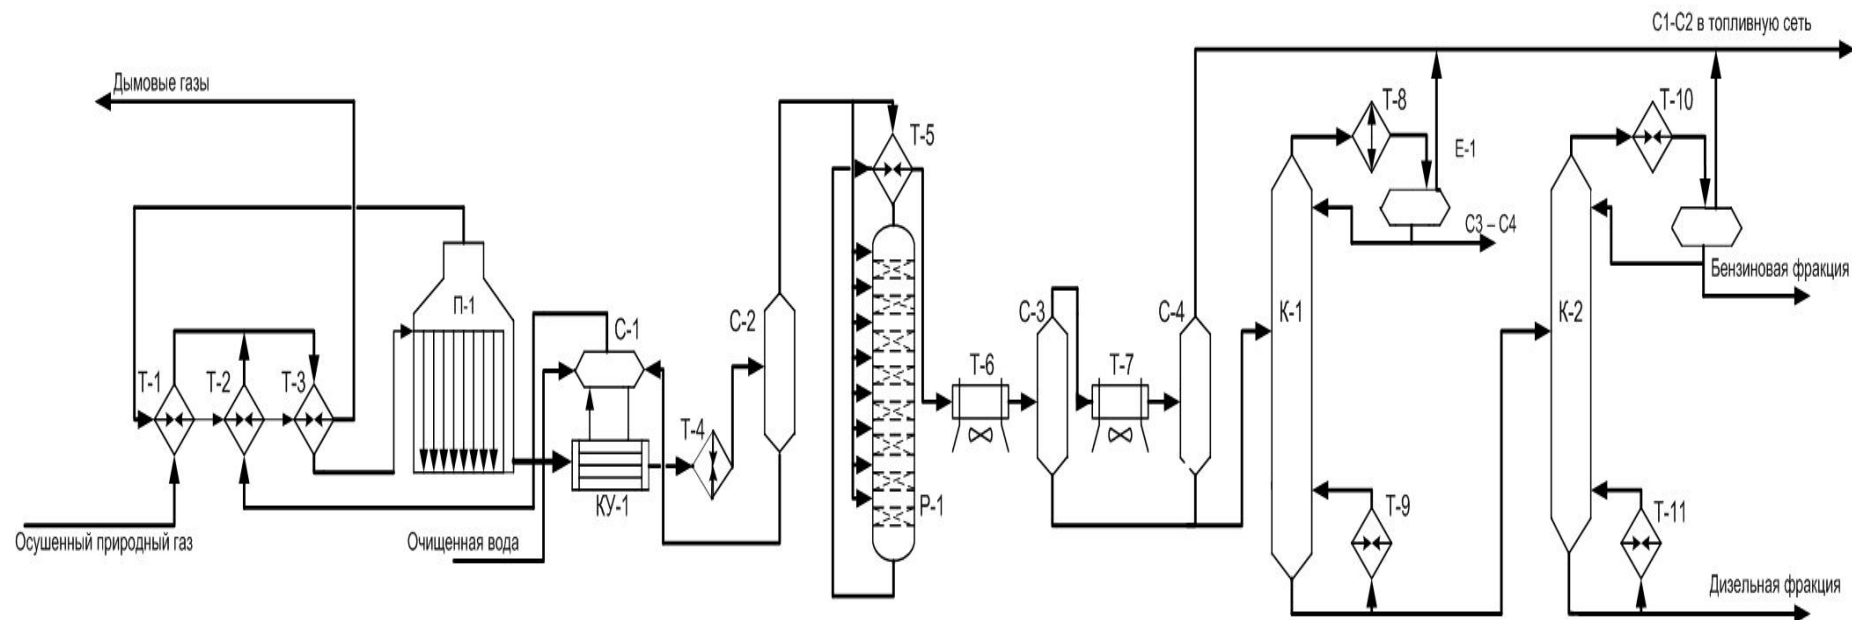 С1-С2 в топливную сеть
Дымовые газы
Т-8
Т-10
Т-5
Е-1
С3 – С4
Бензиновая фракция
П-1
С-1
С-2
С-3
С-4
К-1
К-2
Т-1
Т-2
Т-3
Т-6
Т-7
Т-4
КУ-1
Р-1
Т-9
Т-11
Осушенный природный газ
Очищенная вода
Дизельная фракция